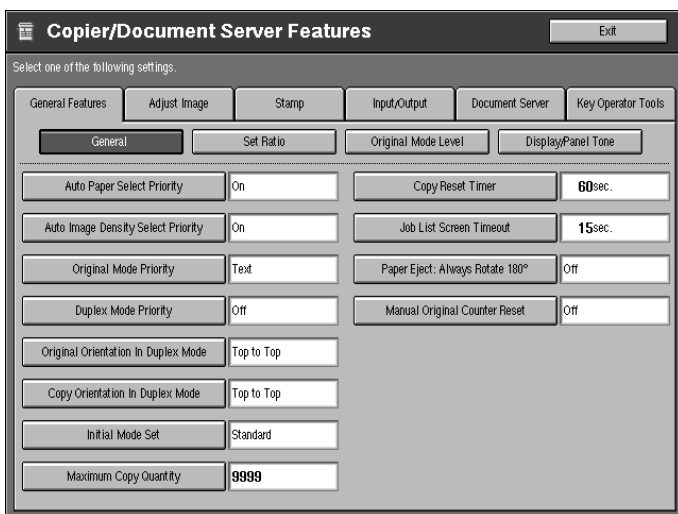 Copier/Document Server Features
Exit
Select one of the following settings.
General Features
Adjust Image
Stamp
Input/Output
Document Server
Key Operator Tools
General
Set Ratio
Original Mode Level
Display/Panel Tone
Auto Paper Select Priority
On
Copy Reset Timer
60sec.
Auto Image Density Select Priority
On
Job List Screen Timeout
15sec.
Original Mode Priority
Text
Paper Eject: Always Rotate 180°
Off
Duplex Mode Priority
Off
Manual Original Counter Reset
Off
Original Orientation In Duplex Mode
Top to Top
Copy Orientation In Duplex Mode
Top to Top
Initial Mode Set
Standard
Maximum Copy Quantity
9999